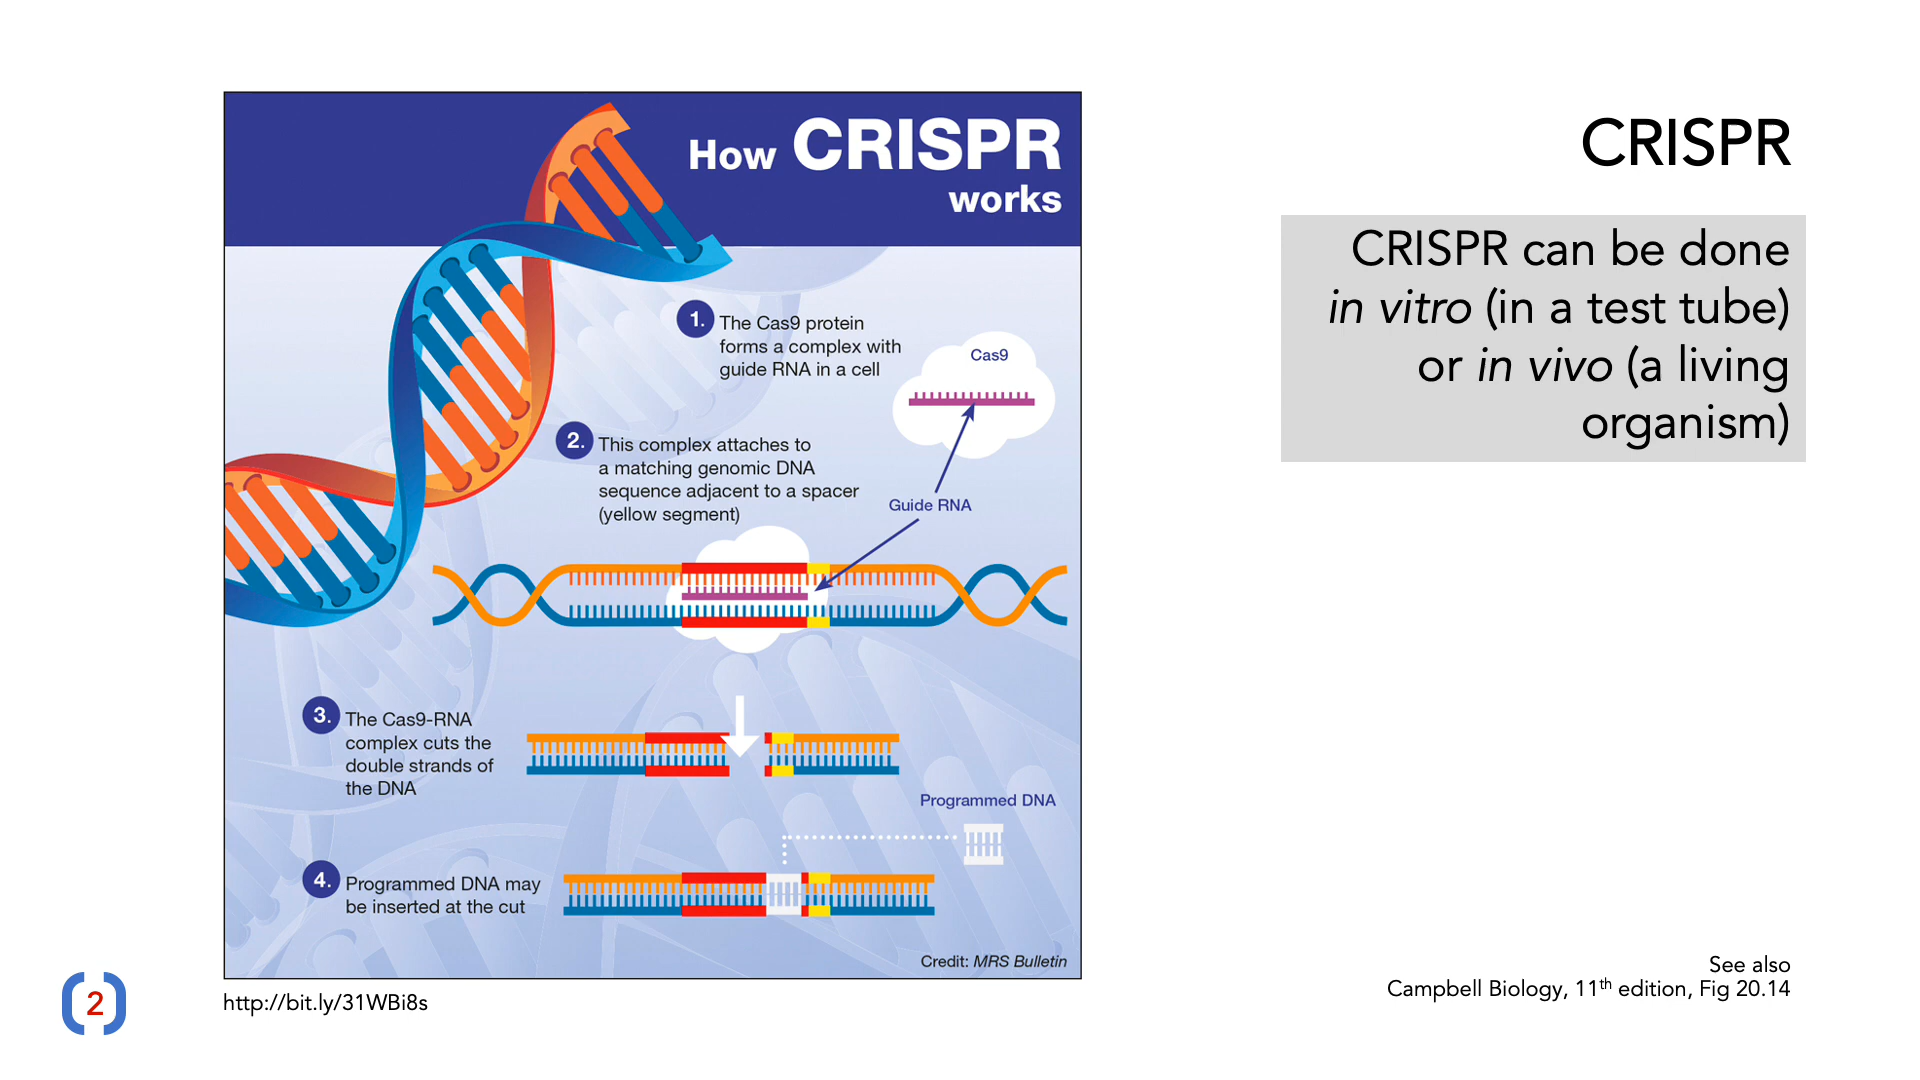 How CRISPR
works
1. The Cas9 protein
forms a complex with
guide RNA in a cell
Cas9
2. This complex attaches to
a matching genomic DNA
sequence adjacent to a spacer
(yellow segment)
Guide RNA
3. The Cas9-RNA
complex cuts the
double strands of
the DNA
Programmed DNA
4. Programmed DNA may
be inserted at the cut
Credit: MRS Bulletin
http://bit.ly/31WBi8s
2
CRISPR
CRISPR can be done
in vitro (in a test tube)
or in vivo (a living
organism)
See also
Campbell Biology, 11th edition, Fig 20.14